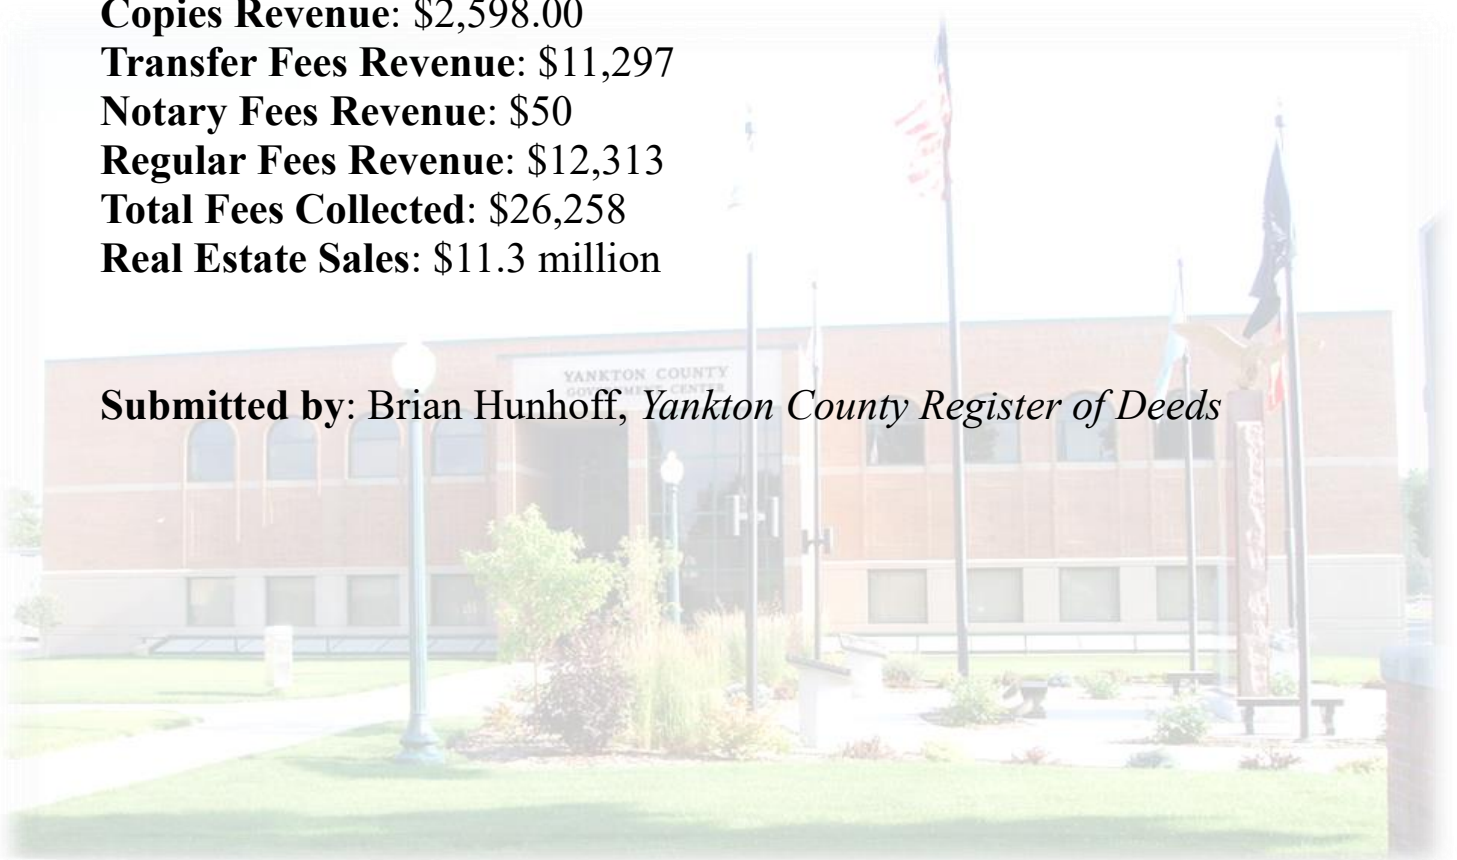 Copies Revenue: $2,598.00
Transfer Fees Revenue: $11,297
Notary Fees Revenue: $50
Regular Fees Revenue: $12,313
Total Fees Collected: $26,258
Real Estate Sales: $11.3 million
YANKTON COUNTY
GOVERNMENT CENTER
Submitted by: Brian Hunhoff, Yankton County Register of Deeds